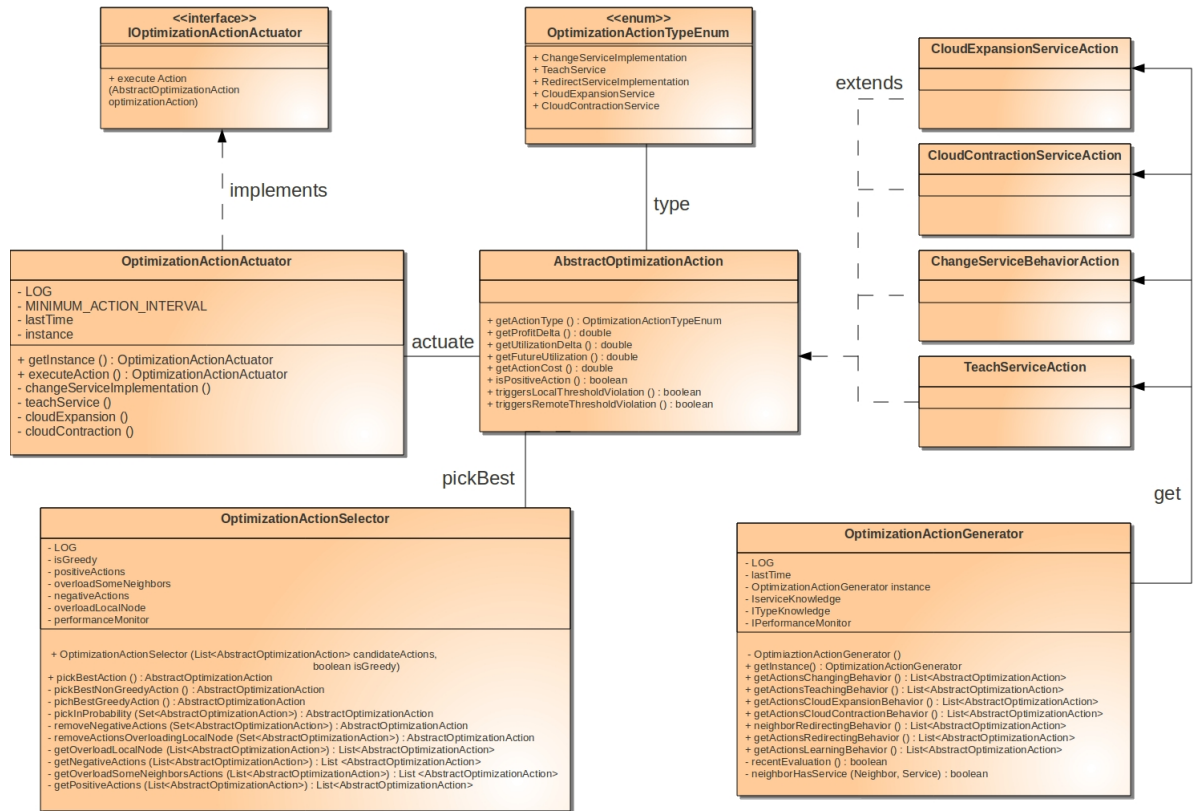 <<interface>>
IOptimizationActionActuator
+ execute Action
(AbstractOptimizationAction
optimizationAction)
<<enum>>
OptimizationActionTypeEnum
+ ChangeServiceImplementation
+ TeachService
+ RedirectServiceImplementation
+ CloudExpansionService
+ CloudContractionService
CloudExpansionServiceAction
extends
CloudContractionServiceAction
implements
type
OptimizationActionActuator
- LOG
- MINIMUM_ACTION_INTERVAL
- lastTime
- instance
+ getInstance () : OptimizationActionActuator
+ executeAction () : OptimizationActionActuator
- changeServiceImplementation ()
- teachService ()
- cloudExpansion ()
- cloudContraction ()
actuate
AbstractOptimizationAction
+ getActionType () : OptimizationActionTypeEnum
+ getProfitDelta () : double
+ getUtilizationDelta () : double
+ getFutureUtilization () : double
+ getActionCost () : double
+ isPositiveAction () : boolean
+ triggersLocalThresholdViolation () : boolean
+ triggersRemoteThresholdViolation () : boolean
ChangeServiceBehaviorAction
TeachServiceAction
pickBest
get
OptimizationActionSelector
- LOG
- isGreedy
- positiveActions
- overloadSomeNeighbors
- negativeActions
- overloadLocalNode
- performanceMonitor
+ OptimizationActionSelector (List<AbstractOptimizationAction> candidateActions,
boolean isGreedy)
+ pickBestAction () : AbstractOptimizationAction
- pickBestNonGreedyAction () : AbstractOptimizationAction
- pichBestGreedyAction () : AbstractOptimizationAction
- pickInProbability (Set<AbstractOptimizationAction>) : AbstractOptimizationAction
- removeNegativeActions (Set<AbstractOptimizationAction>) : AbstractOptimizationAction
- removeActionsOverloadingLocalNode (Set<AbstractOptimizationAction>) : AbstractOptimizationAction
- getOverloadLocalNode (List<AbstractOptimizationAction>) : List<AbstractOptimizationAction>
- getNegativeActions (List<AbstractOptimizationAction>) : List <AbstractOptimizationAction>
- getOverloadSomeNeighborsActions (List<AbstractOptimizationAction>) : List <AbstractOptimizationAction>
- getPositiveActions (List<AbstractOptimizationAction>) : List<AbstractOptimizationAction>
OptimizationActionGenerator
- LOG
- lastTime
- OptimizationActionGenerator instance
- IserviceKnowledge
- ITypeKnowledge
- IPerformanceMonitor
- OptimiaztionActionGenerator ()
+ getInstance() : OptimizationActionGenerator
+ getActionsChangingBehavior () : List<AbstractOptimizationAction>
+ getActionsTeachingBehavior () : List<AbstractOptimizationAction>
+ getActionsCloudExpansionBehavior () : List<AbstractOptimizationAction>
+ getActionsCloudContractionBehavior () : List<AbstractOptimizationAction>
+ neighborRedirectingBehavior () : List<AbstractOptimizationAction>
+ getActionsRedirectingBehavior () : List<AbstractOptimizationAction>
+ getActionsLearningBehavior () : List<AbstractOptimizationAction>
- recentEvaluation () : boolean
- neighborHasService (Neighbor, Service) : boolean